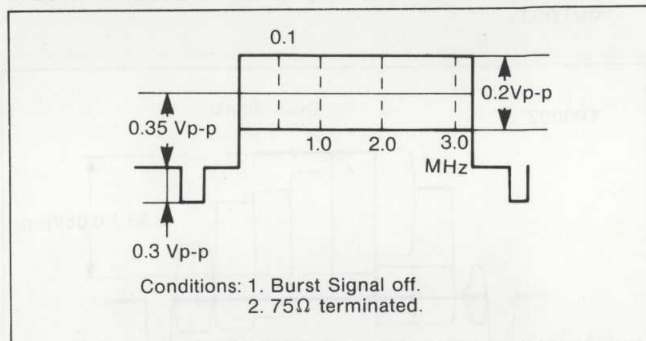 0.1
0.2Vp-p
0.35 Vp-p
1.0 2.0 3.0
MHz
0.3 Vp-p
Conditions: 1. Burst Signal off.
2. 75Ω terminated.